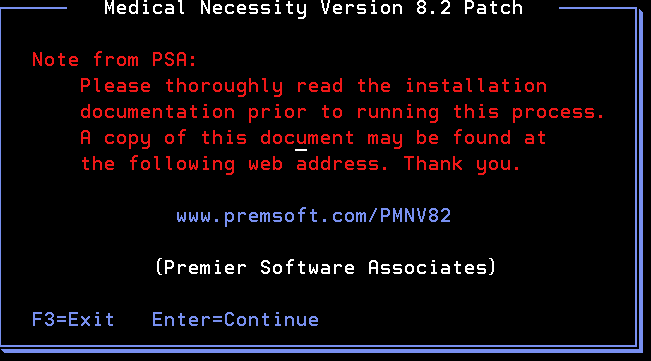 Medical Necessity Version 8.2 Patch
Note from PSA:
Please thoroughly read the installation
documentation prior to running this process.
A copy of this document may be found at
the following web address. Thank you.
www.premsoft.com/PMNV82
(Premier Software Associates)
F3=Exit   Enter=Continue